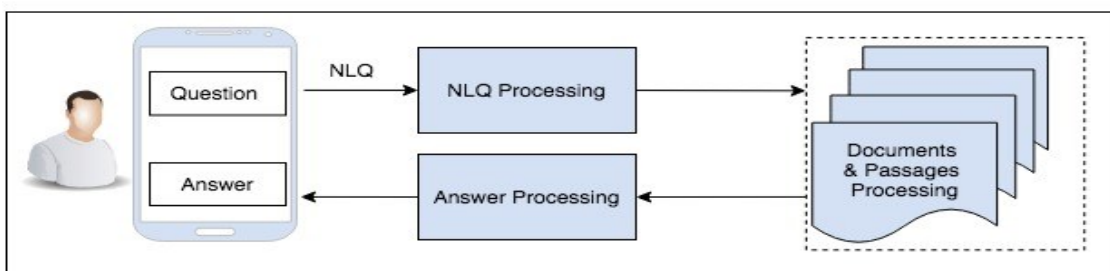 NLQ
Question
NLQ Processing
Answer
Answer Processing
Documents
& Passages
Processing